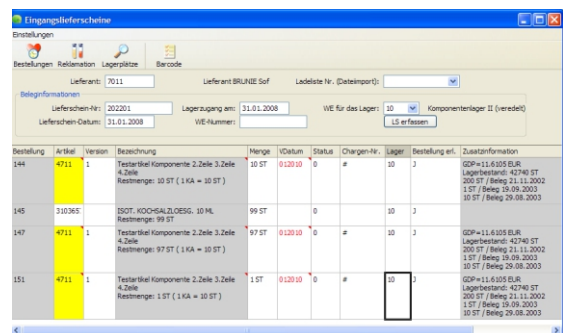 Eingangslieferscheine
Einstellungen
Bestellungen Reklamation Lagerplätze Barcode
Lieferant: 7011 Lieferant BRUNIE Sof Ladeliste Nr. (Dateimport):
Beleginformationen
Lieferschein-Nr: 202201 Lagerzugang am: 31.01.2008 WE für das Lager: 10 Komponentenlager II (veredelt)
Lieferschein-Datum: 31.01.2008 WE-Nummer: LS erfassen
Bestellung Artikel Version Bezeichnung Menge VDatum Status Chargen-Nr. Lager Bestellung erl. Zusatzinformation
144 4711 1 Testartikel Komponente 2.Zeile 3.Zeile 10 ST 012010 0 # 10 J GDP=11.6105 EUR
4.Zeile Lagerbestand: 42740 ST
Restmenge: 10 ST ( 1 KA = 10 ST ) 200 ST / Beleg 21.11.2002
1 ST / Beleg 19.09.2003
10 ST / Beleg 29.08.2003
145 310365 ISOT. KOCHSALZLOESG. 10 ML 99 ST 0 10 J
Restmenge: 99 ST
147 4711 1 Testartikel Komponente 2.Zeile 3.Zeile 97 ST 012010 0 # 10 J GDP=11.6105 EUR
4.Zeile Lagerbestand: 42740 ST
Restmenge: 97 ST ( 1 KA = 10 ST ) 200 ST / Beleg 21.11.2002
1 ST / Beleg 19.09.2003
10 ST / Beleg 29.08.2003
151 4711 1 Testartikel Komponente 2.Zeile 3.Zeile 1 ST 012010 0 # 10 J GDP=11.6105 EUR
4.Zeile Lagerbestand: 42740 ST
Restmenge: 1 ST ( 1 KA = 10 ST ) 200 ST / Beleg 21.11.2002
1 ST / Beleg 19.09.2003
10 ST / Beleg 29.08.2003